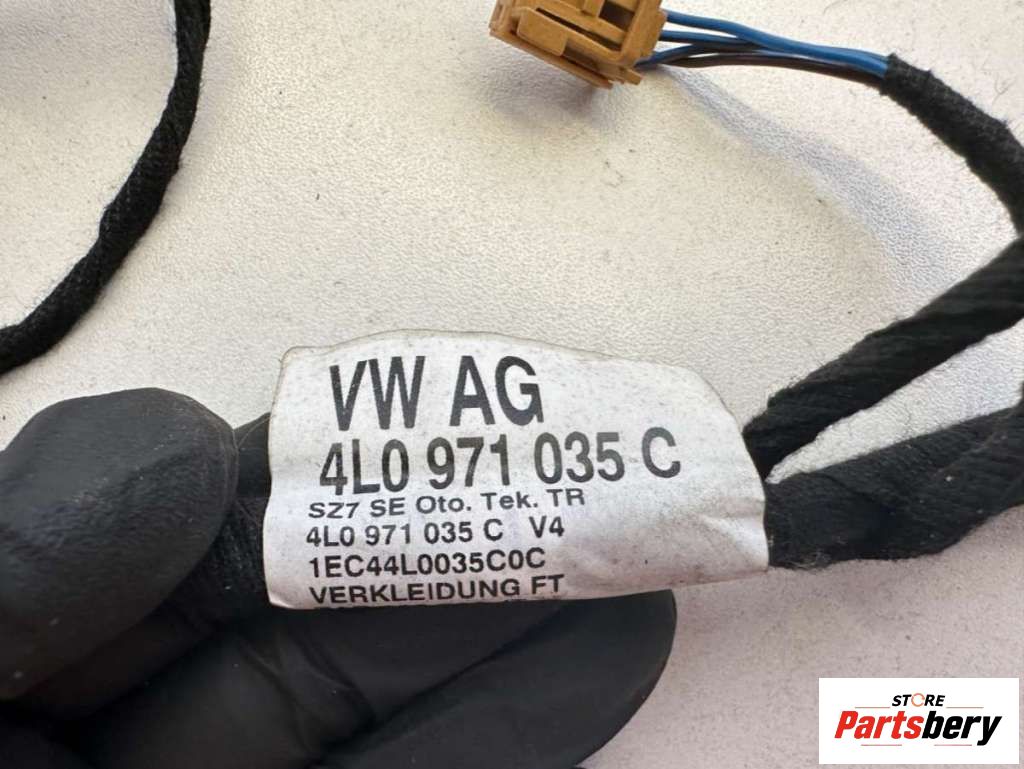 VW AG
4L0 971 035 C
SZ7 SE Oto. Tek. TR
4L0 971 035 C V4
1EC44L0035C0C
VERKLEIDUNG FT
STORE
Partsbery